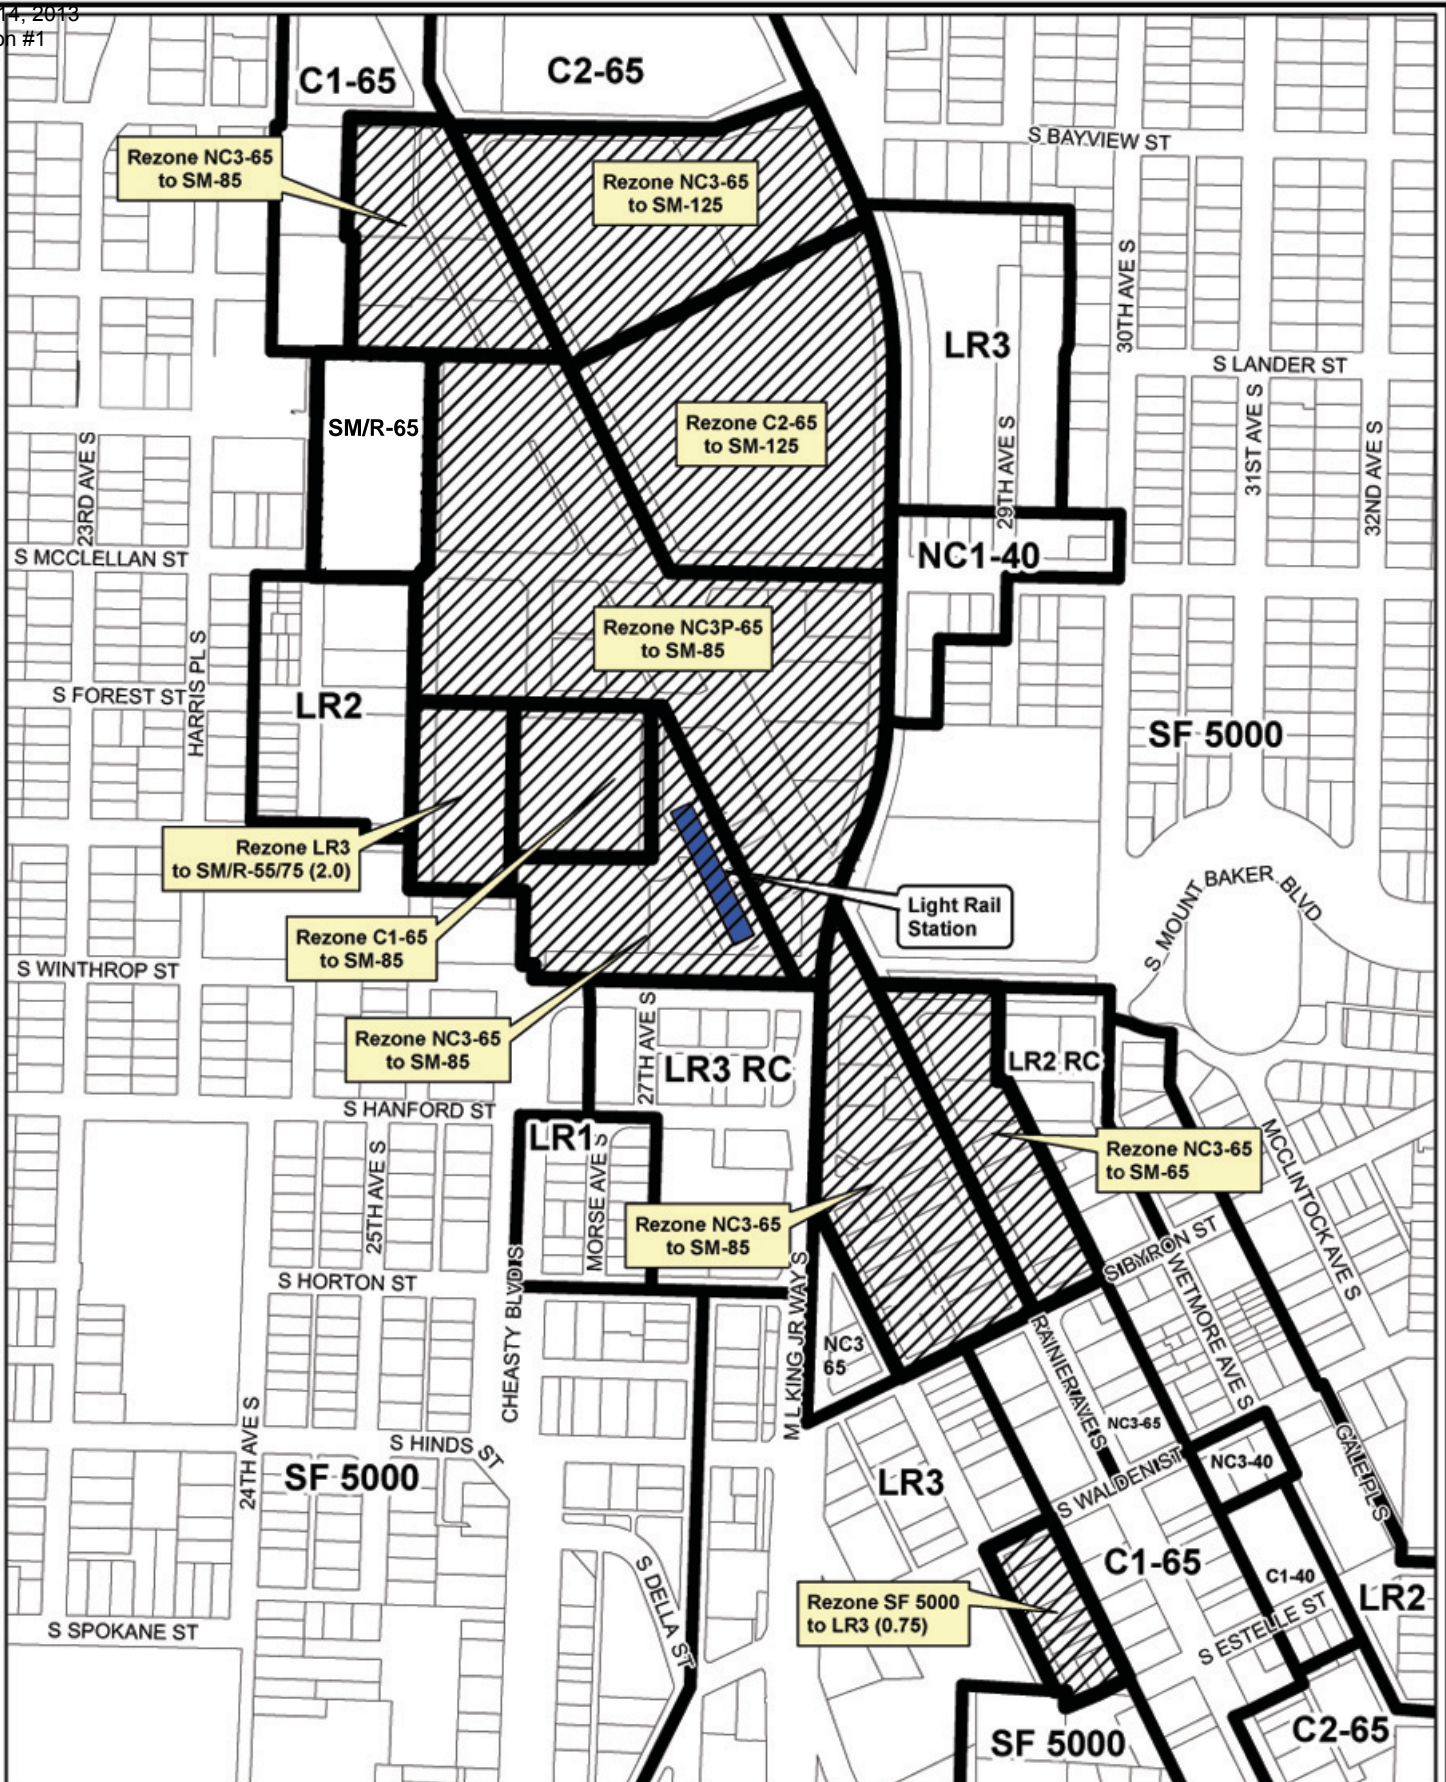 14, 2013
on #1
C1-65
C2-65
S BAYVIEW ST
Rezone NC3-65
to SM-85
Rezone NC3-65
to SM-125
30TH AVE S
LR3
S LANDER ST
31ST AVE S
32ND AVE S
SM/R-65
Rezone C2-65
to SM-125
23RD AVE S
29TH AVE S
S MCCLELLAN ST
NC1-40
Rezone NC3P-65
to SM-85
HARRIS PL S
S FOREST ST
LR2
SF 5000
Rezone LR3
to SM/R-55/75 (2.0)
S MOUNT BAKER BLVD
Light Rail
Station
Rezone C1-65
to SM-85
S WINTHROP ST
Rezone NC3-65
to SM-85
27TH AVE S
LR3 RC
LR2 RC
S HANFORD ST
LR1
MORSE AVE S
25TH AVE S
Rezone NC3-65
to SM-65
MCCLINTOCK AVE S
Rezone NC3-65
to SM-85
S BYRON ST
WETMORE AVE S
S HORTON ST
CHEASTY BLVD S
M L KING JR WAY S
NC3
65
RAINIER AVE S
NC3-65
24TH AVE S
S HINDS ST
SF 5000
NC3-40
GALE PL S
LR3
S WALDEN ST
C1-65
C1-40
LR2
S DELLA ST
Rezone SF 5000
to LR3 (0.75)
S ESTELLE ST
S SPOKANE ST
SF 5000
C2-65